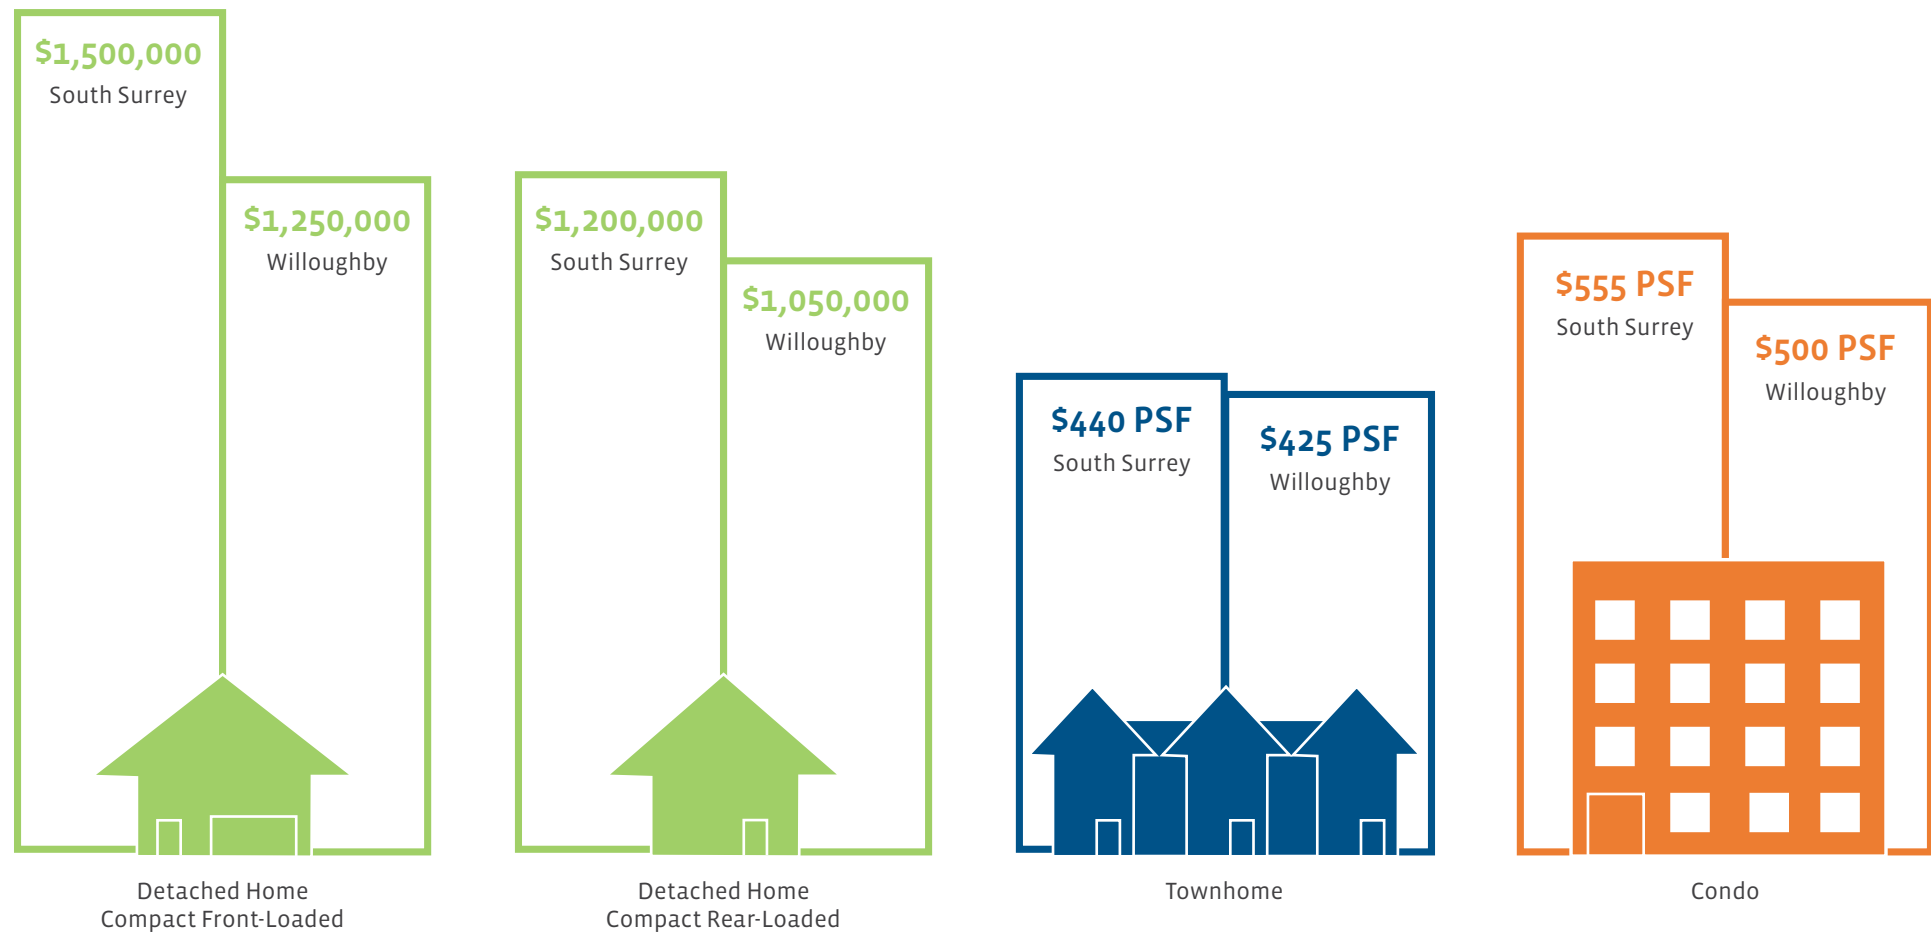 $1,500,000
South Surrey
$1,250,000
Willoughby
Detached Home
Compact Front-Loaded
$1,200,000
South Surrey
$1,050,000
Willoughby
Detached Home
Compact Rear-Loaded
$440 PSF
South Surrey
$425 PSF
Willoughby
Townhome
$555 PSF
South Surrey
$500 PSF
Willoughby
Condo